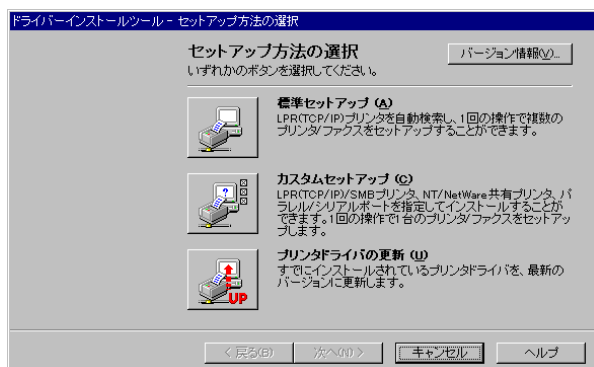 ドライバーインストールツール - セットアップ方法の選択
セットアップ方法の選択
バージョン情報(V)...
いずれかのボタンを選択してください。
標準セットアップ (A)
LPR(TCP/IP)プリンタを自動検索し、1回の操作で複数の
プリンタ/ファクスをセットアップすることができます。
カスタムセットアップ (C)
LPR(TCP/IP)/SMBプリンタ、NT/NetWare共有プリンタ、パ
ラレル/シリアルポートを指定してインストールすることが
できます。1回の操作で1台のプリンタ/ファクスをセットアッ
プします。
プリンタドライバの更新 (U)
すでにインストールされているプリンタドライバを、最新の
バージョンに更新します。
UP
< 戻る(B)
次へ(N) >
キャンセル
ヘルプ